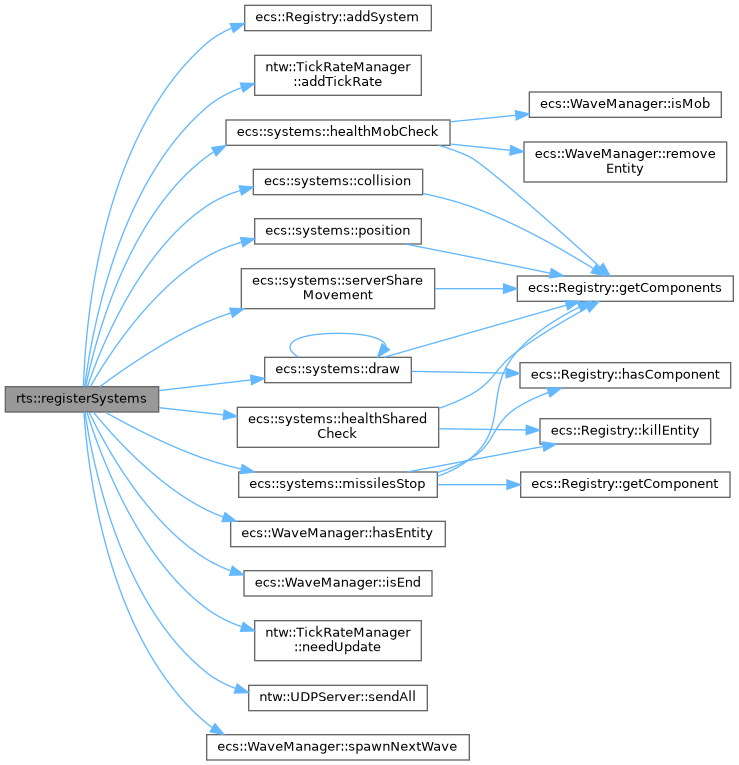 ecs::Registry::addSystem
ntw::TickRateManager
::addTickRate
ecs::systems::healthMobCheck
ecs::WaveManager::isMob
ecs::WaveManager::remove
Entity
ecs::systems::collision
ecs::systems::position
ecs::systems::serverShare
Movement
ecs::Registry::getComponents
ecs::systems::draw
ecs::Registry::hasComponent
rts::registerSystems
ecs::systems::healthShared
Check
ecs::Registry::killEntity
ecs::systems::missilesStop
ecs::Registry::getComponent
ecs::WaveManager::hasEntity
ecs::WaveManager::isEnd
ntw::TickRateManager
::needUpdate
ntw::UDPServer::sendAll
ecs::WaveManager::spawnNextWave